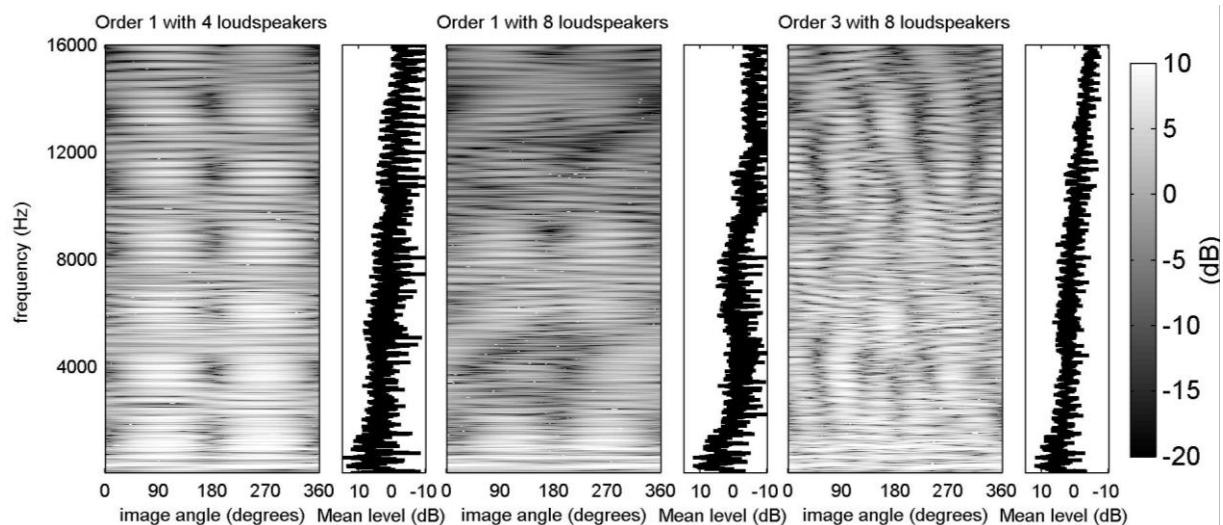 Order 1 with 4 loudspeakers Order 1 with 8 loudspeakers Order 3 with 8 loudspeakers
16000
12000
8000
4000
frequency (Hz)
0 90 180 270 360 10 0 -10 0 90 180 270 360 10 0 -10 0 90 180 270 360 10 0 -10
image angle (degrees) Mean level (dB) image angle (degrees) Mean level (dB) image angle (degrees) Mean level (dB)
10
5
0
-5
-10
-15
-20
(dB)